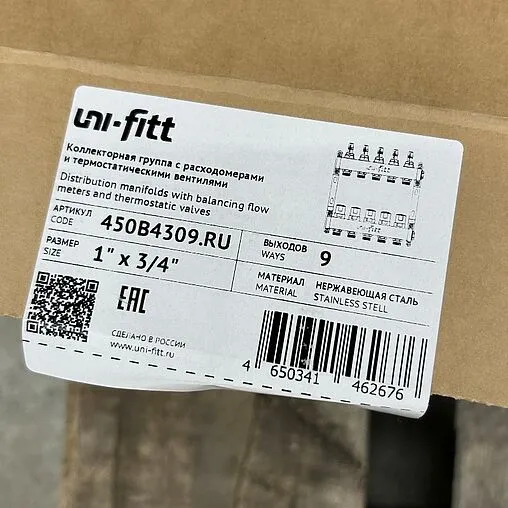 uni-fitt
Коллекторная группа с расходомерами
и термостатическими вентилями
Distribution manifolds with balancing flow
meters and thermostatic valves
АРТИКУЛ
CODE
450B4309.RU
ВЫХОДОВ
WAYS
9
РАЗМЕР
SIZE
1" x 3/4"
МАТЕРИАЛ
MATERIAL
НЕРЖАВЕЮЩАЯ СТАЛЬ
STAINLESS STELL
EAC
СДЕЛАНО В РОССИИ
www.uni-fitt.ru
4 650341 462676